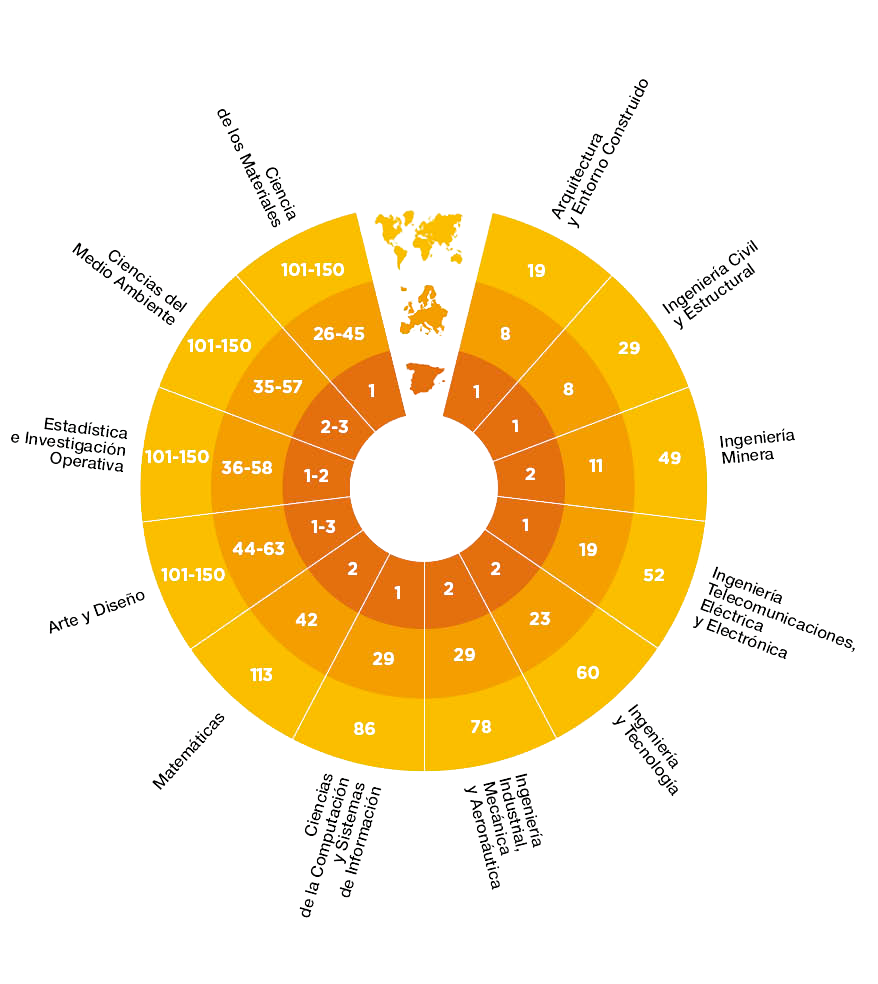 Arquitectura
y Entorno Construido
19
8
1
Ingeniería Civil
y Estructural
29
8
1
Ingeniería
Minera
49
11
2
Ingeniería
Telecomunicaciones,
Eléctrica
y Electrónica
52
19
1
Ingeniería
y Tecnología
60
23
2
Ingeniería
Industrial,
Mecánica
y Aeronáutica
78
29
2
Ciencias
de la Computación
y Sistemas
de Información
86
29
1
Matemáticas
113
42
2
Arte y Diseño
101-150
44-63
1-3
Estadística
e Investigación
Operativa
101-150
36-58
1-2
Ciencias del
Medio Ambiente
101-150
35-57
2-3
Ciencia
de los Materiales
101-150
26-45
1